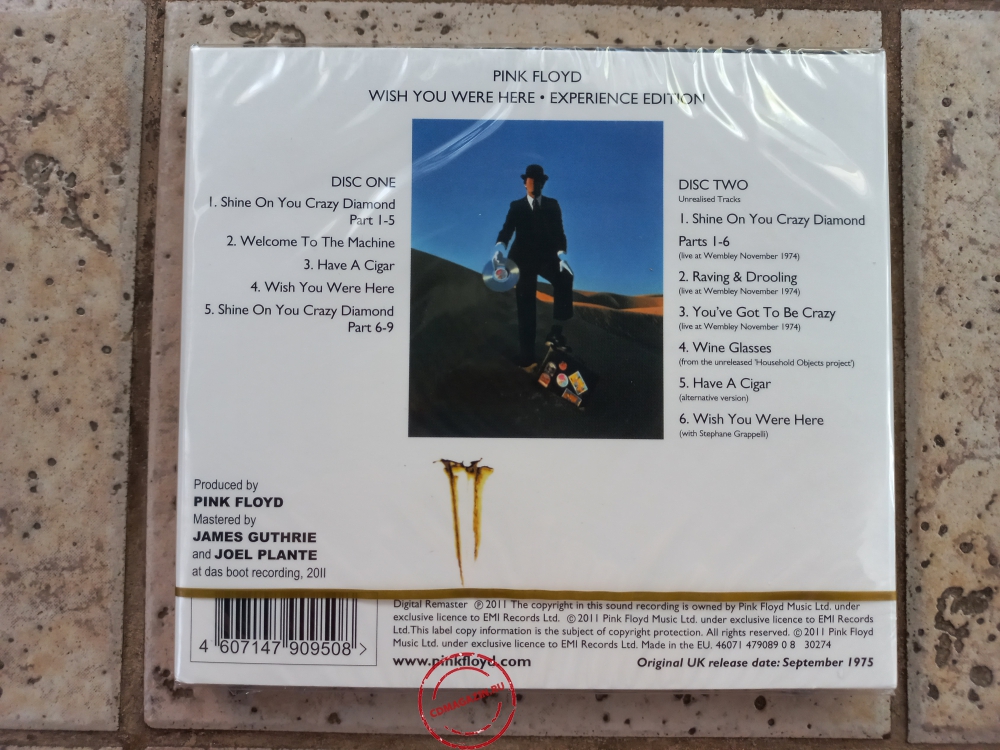 PINK FLOYD
WISH YOU WERE HERE • EXPERIENCE EDITION
DISC ONE
1. Shine On You Crazy Diamond
Part 1-5
2. Welcome To The Machine
3. Have A Cigar
4. Wish You Were Here
5. Shine On You Crazy Diamond
Part 6-9
DISC TWO
Unrealised Tracks
1. Shine On You Crazy Diamond
Parts 1-6
(live at Wembley November 1974)
2. Raving & Drooling
(live at Wembley November 1974)
3. You've Got To Be Crazy
(live at Wembley November 1974)
4. Wine Glasses
(from the unreleased 'Household Objects project')
5. Have A Cigar
(alternative version)
6. Wish You Were Here
(with Stephane Grappelli)
Produced by
PINK FLOYD
Mastered by
JAMES GUTHRIE
and JOEL PLANTE
at das boot recording, 2011
4 607147 909508 >
Digital Remaster ℗ 2011 The copyright in this sound recording is owned by Pink Floyd Music Ltd. under
exclusive licence to EMI Records Ltd. © 2011 Pink Floyd Music Ltd. under exclusive licence to EMI Records
Ltd.This label copy information is the subject of copyright protection. All rights reserved. © 2011 Pink Floyd
Music Ltd. under exclusive licence to EMI Records Ltd. Made in the EU. 46071 479089 0 8 30274
www.pinkfloyd.com
Original UK release date: September 1975
CDMAGAZIN.RU